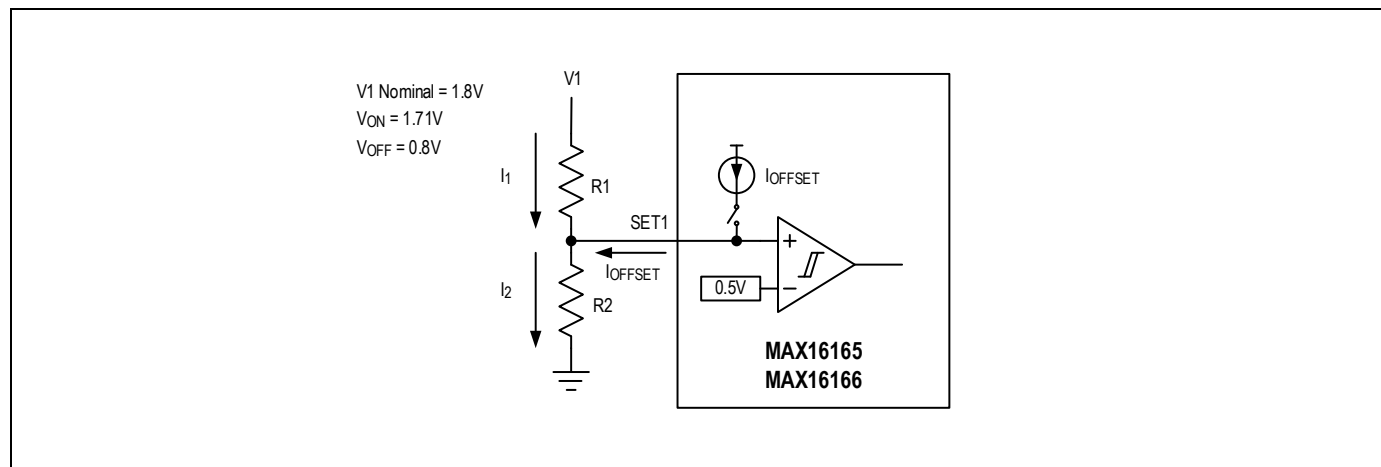 V1 Nominal = 1.8V
VON = 1.71V
VOFF = 0.8V
V1
I1
R1
IOFFSET
SET1
IOFFSET
+
−
0.5V
I2
R2
MAX16165
MAX16166